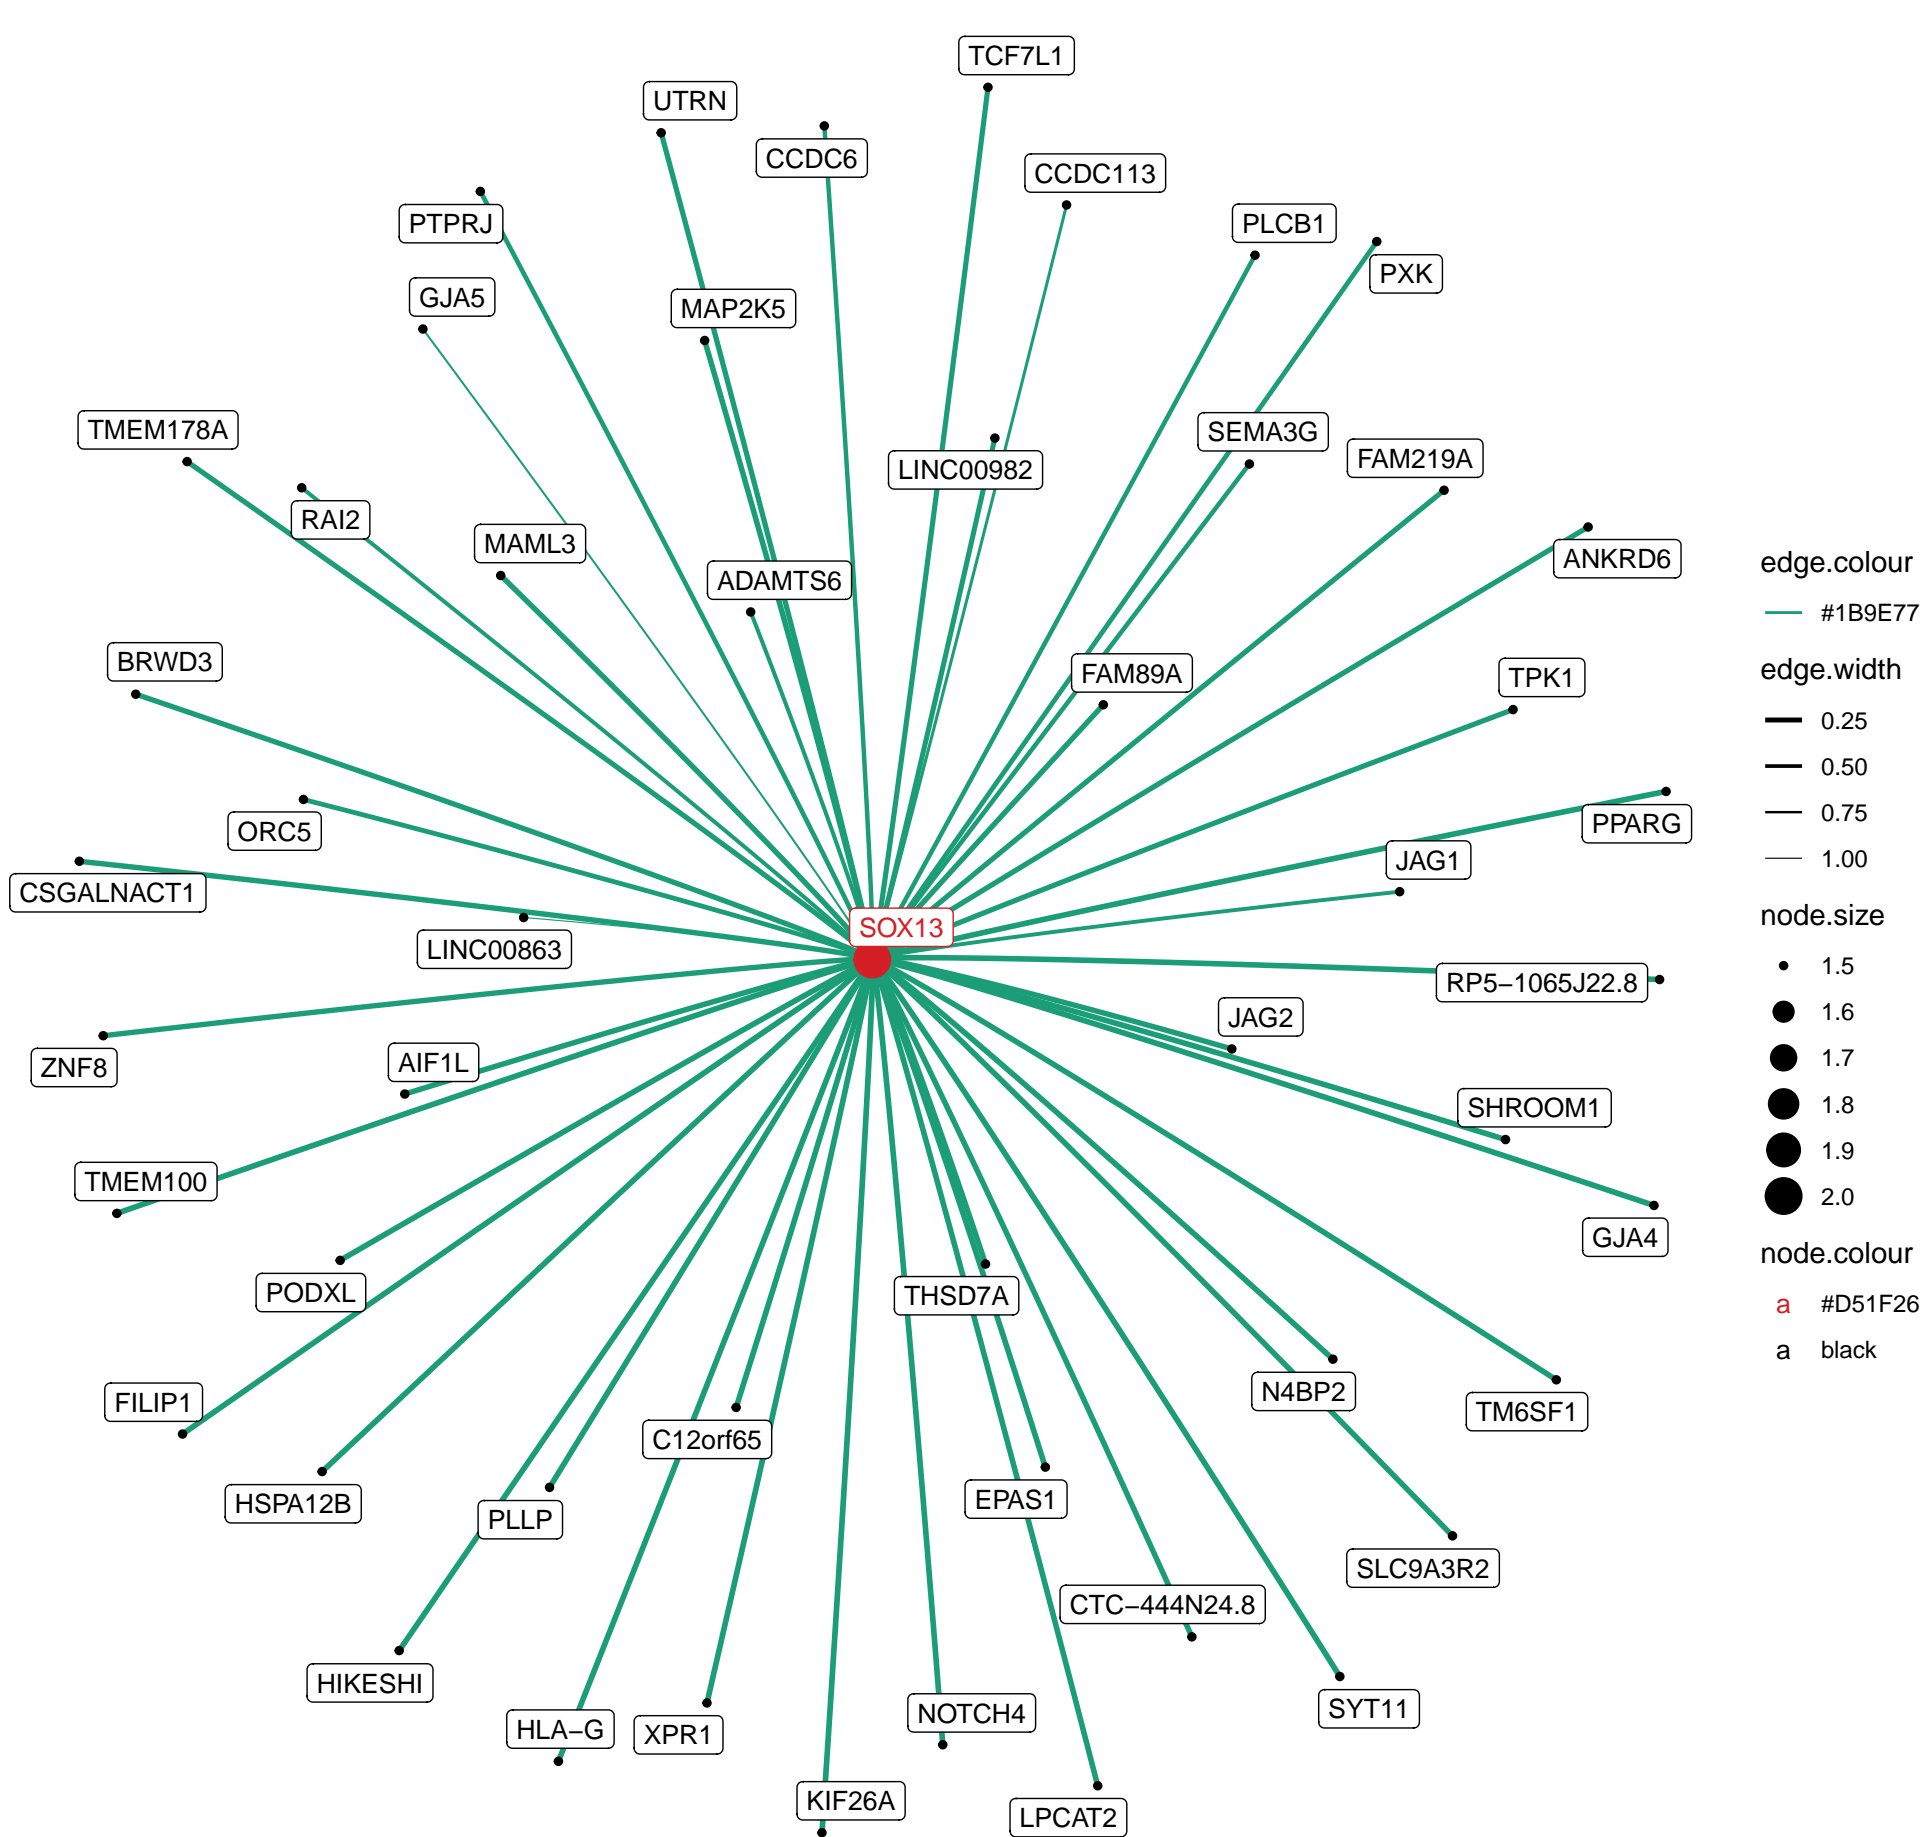 TCF7L1
UTRN
CCDC6
CCDC113
PTPRJ
PLCB1
PXK
GJA5
MAP2K5
TMEM178A
SEMA3G
FAM219A
LINC00982
RAI2
MAML3
ANKRD6
ADAMTS6
BRWD3
FAM89A
TPK1
ORC5
PPARG
JAG1
CSGALNACT1
SOX13
LINC00863
RP5−1065J22.8
JAG2
ZNF8
AIF1L
SHROOM1
TMEM100
GJA4
PODXL
THSD7A
N4BP2
FILIP1
TM6SF1
C12orf65
HSPA12B
EPAS1
PLLP
SLC9A3R2
CTC−444N24.8
HIKESHI
SYT11
NOTCH4
HLA−G
XPR1
KIF26A
LPCAT2
edge.colour
#1B9E77
edge.width
0.25
0.50
0.75
1.00
node.size
1.5
1.6
1.7
1.8
1.9
2.0
node.colour
a #D51F26
a black